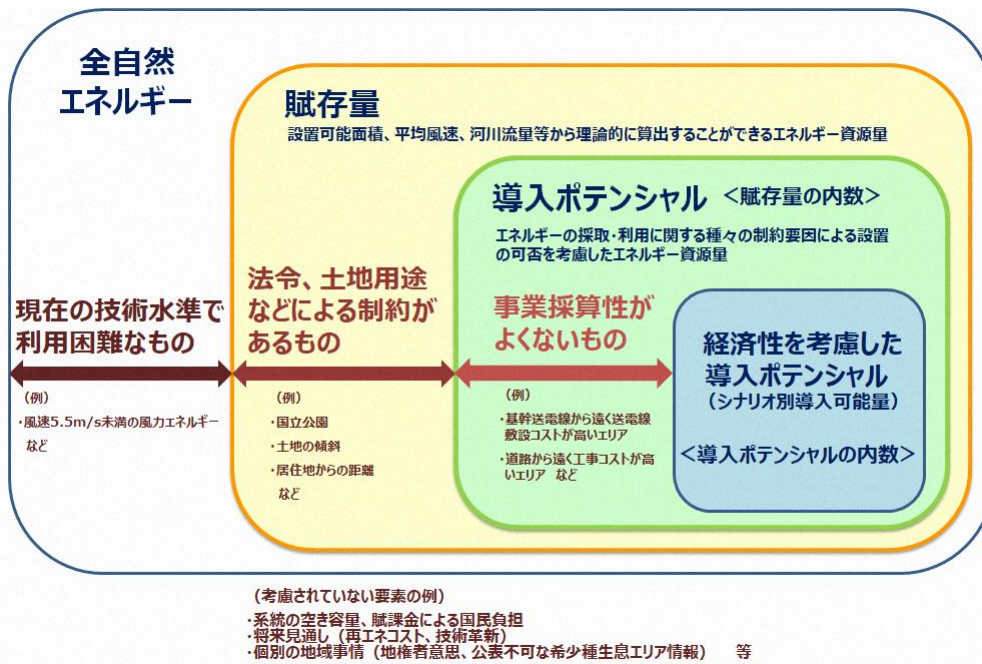 全自然
エネルギー
賦存量
設置可能面積、平均風速、河川流量等から理論的に算出することができるエネルギー資源量
導入ポテンシャル <賦存量の内数>
エネルギーの採取・利用に関する種々の制約要因による設置
の可否を考慮したエネルギー資源量
現在の技術水準で
利用困難なもの
(例)
・風速5.5m/s未満の風力エネルギー
など
法令、土地用途
などによる制約が
あるもの
(例)
・国立公園
・土地の傾斜
・居住地からの距離
など
事業採算性が
よくないもの
(例)
・基幹送電線から遠く送電線
敷設コストが高いエリア
・道路から遠く工事コストが高
いエリア など
経済性を考慮した
導入ポテンシャル
(シナリオ別導入可能量)
<導入ポテンシャルの内数>
(考慮されていない要素の例)
・系統の空き容量、賦課金による国民負担
・将来見通し(再エネコスト、技術革新)
・個別の地域事情(地権者意思、公表不可な希少種生息エリア情報) 等